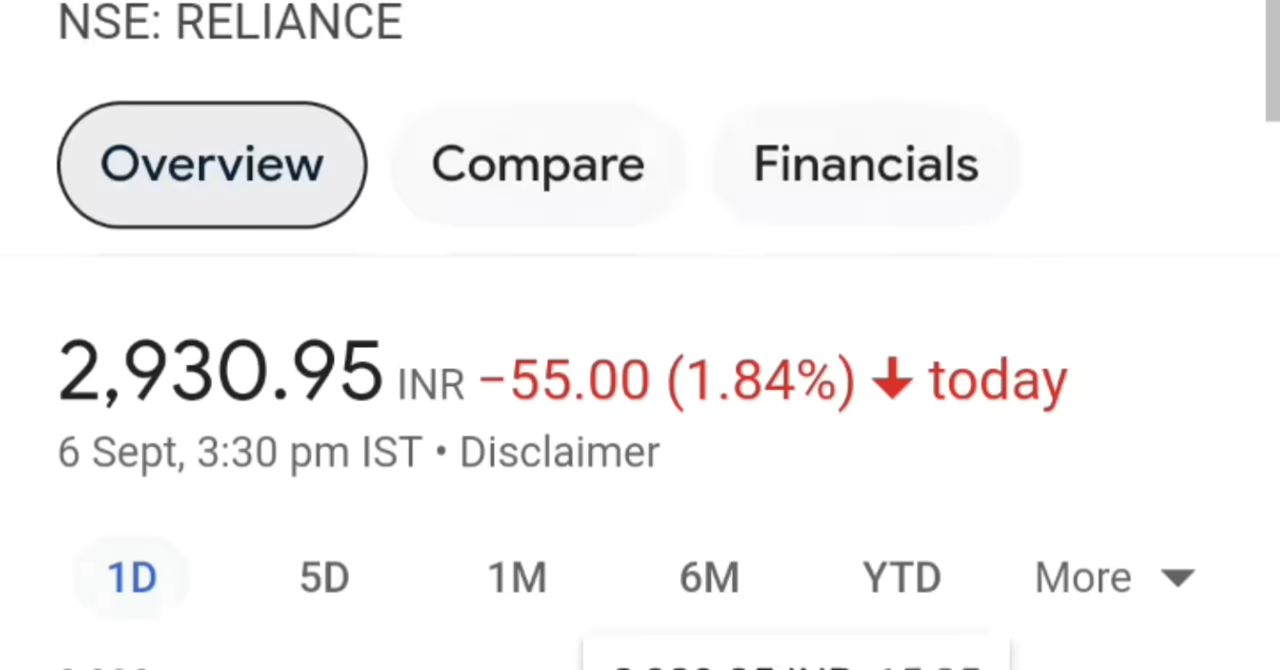 NSE: RELIANCE
Overview Compare Financials
2,930.95 INR −55.00 (1.84%) ↓ today
6 Sept, 3:30 pm IST • Disclaimer
1D 5D 1M 6M YTD More